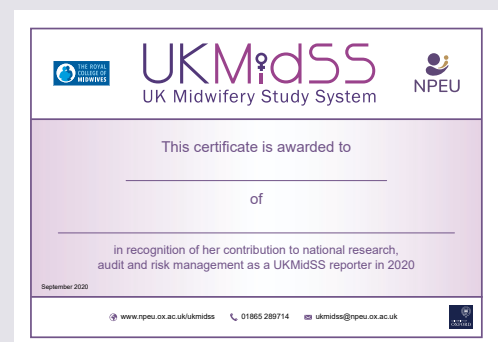 THE ROYAL
COLLEGE OF
MIDWIVES
UKMidSS
UK Midwifery Study System
NPEU
This certificate is awarded to
of
in recognition of her contribution to national research,
audit and risk management as a UKMidSS reporter in 2020
September 2020
www.npeu.ox.ac.uk/ukmidss 01865 289714 ukmidss@npeu.ox.ac.uk
OXFORD